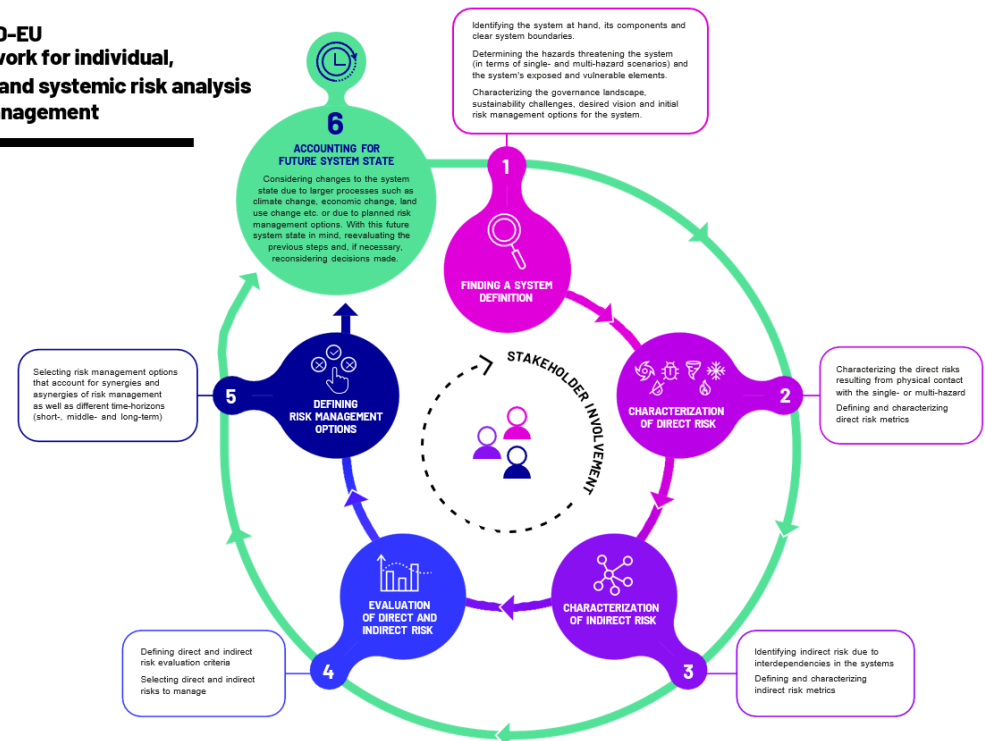 D-EU
work for individual,
and systemic risk analysis
nagement
6
ACCOUNTING FOR
FUTURE SYSTEM STATE
Considering changes to the system
state due to larger processes such as
climate change, economic change, land
use change etc. or due to planned risk
management options. With this future
system state in mind, reevaluating the
previous steps and, if necessary,
reconsidering decisions made.
Identifying the system at hand, its components and
clear system boundaries.
Determining the hazards threatening the system
(in terms of single- and multi-hazard scenarios) and
the system's exposed and vulnerable elements.
Characterizing the governance landscape,
sustainability challenges, desired vision and initial
risk management options for the system.
1
FINDING A SYSTEM
DEFINITION
2
CHARACTERIZATION
OF DIRECT RISK
Characterizing the direct risks
resulting from physical contact
with the single- or multi-hazard
Defining and characterizing
direct risk metrics
3
CHARACTERIZATION
OF INDIRECT RISK
Identifying indirect risk due to
interdependencies in the systems
Defining and characterizing
indirect risk metrics
4
EVALUATION
OF DIRECT AND
INDIRECT RISK
Defining direct and indirect
risk evaluation criteria
Selecting direct and indirect
risks to manage
5
DEFINING
RISK MANAGEMENT
OPTIONS
Selecting risk management options
that account for synergies and
asynergies of risk management
as well as different time-horizons
(short-, middle- and long-term)
STAKEHOLDER INVOLVEMENT